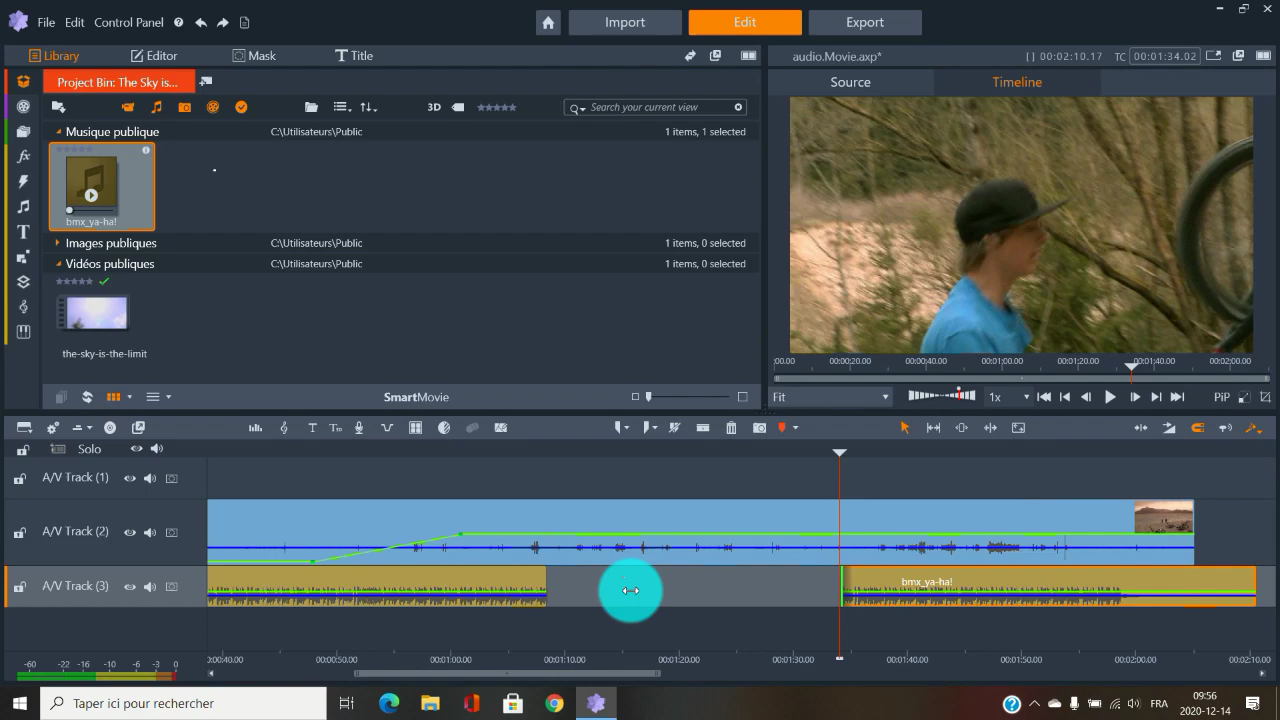 File Edit Control Panel
Import Edit Export
Library Editor Mask Title
audio.Movie.axp* [ ] 00:02:10.17 TC 00:01:34.02
Project Bin: The Sky is...
Source Timeline
3D Search your current view
Musique publique C:\Utilisateurs\Public 1 items, 1 selected
bmx_ya-ha!
Images publiques C:\Utilisateurs\Public 1 items, 0 selected
Vidéos publiques C:\Utilisateurs\Public 1 items, 0 selected
the-sky-is-the-limit
:00.00 00:00:20.00 00:00:40.00 00:01:00.00 00:01:20.00 00:01:40.00 00:02:00.00
SmartMovie
Fit 1x PiP
Solo
A/V Track (1)
A/V Track (2)
A/V Track (3)
bmx_ya-ha!
-60 -22 -16 -10 -6 -3 0
:00:40.00 00:00:50.00 00:01:00.00 00:01:10.00 00:01:20.00 00:01:30.00 00:01:40.00 00:01:50.00 00:02:00.00 00:02:10.00
Taper ici pour rechercher
FRA
09:56
2020-12-14